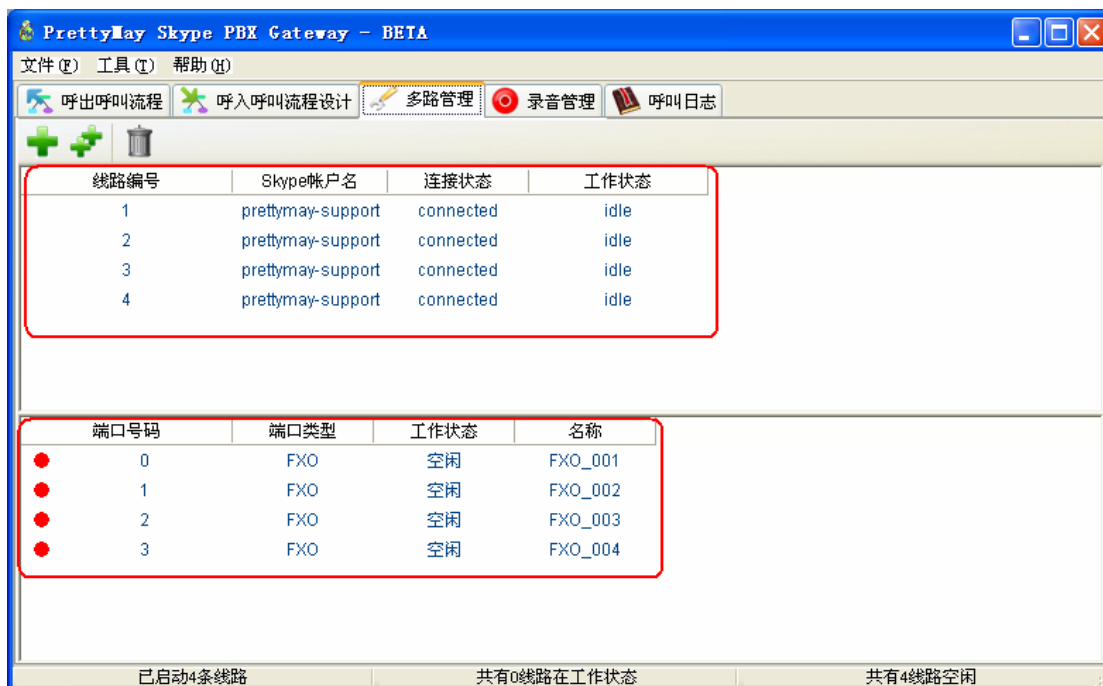 PrettyMay Skype PBX Gateway - BETA
文件(F) 工具(T) 帮助(H)
呼出呼叫流程 呼入呼叫流程设计 多路管理 录音管理 呼叫日志
线路编号 Skype帐户名 连接状态 工作状态
1 prettymay-support connected idle
2 prettymay-support connected idle
3 prettymay-support connected idle
4 prettymay-support connected idle
端口号码 端口类型 工作状态 名称
0 FXO 空闲 FXO_001
1 FXO 空闲 FXO_002
2 FXO 空闲 FXO_003
3 FXO 空闲 FXO_004
已启动4条线路 共有0线路在工作状态 共有4线路空闲